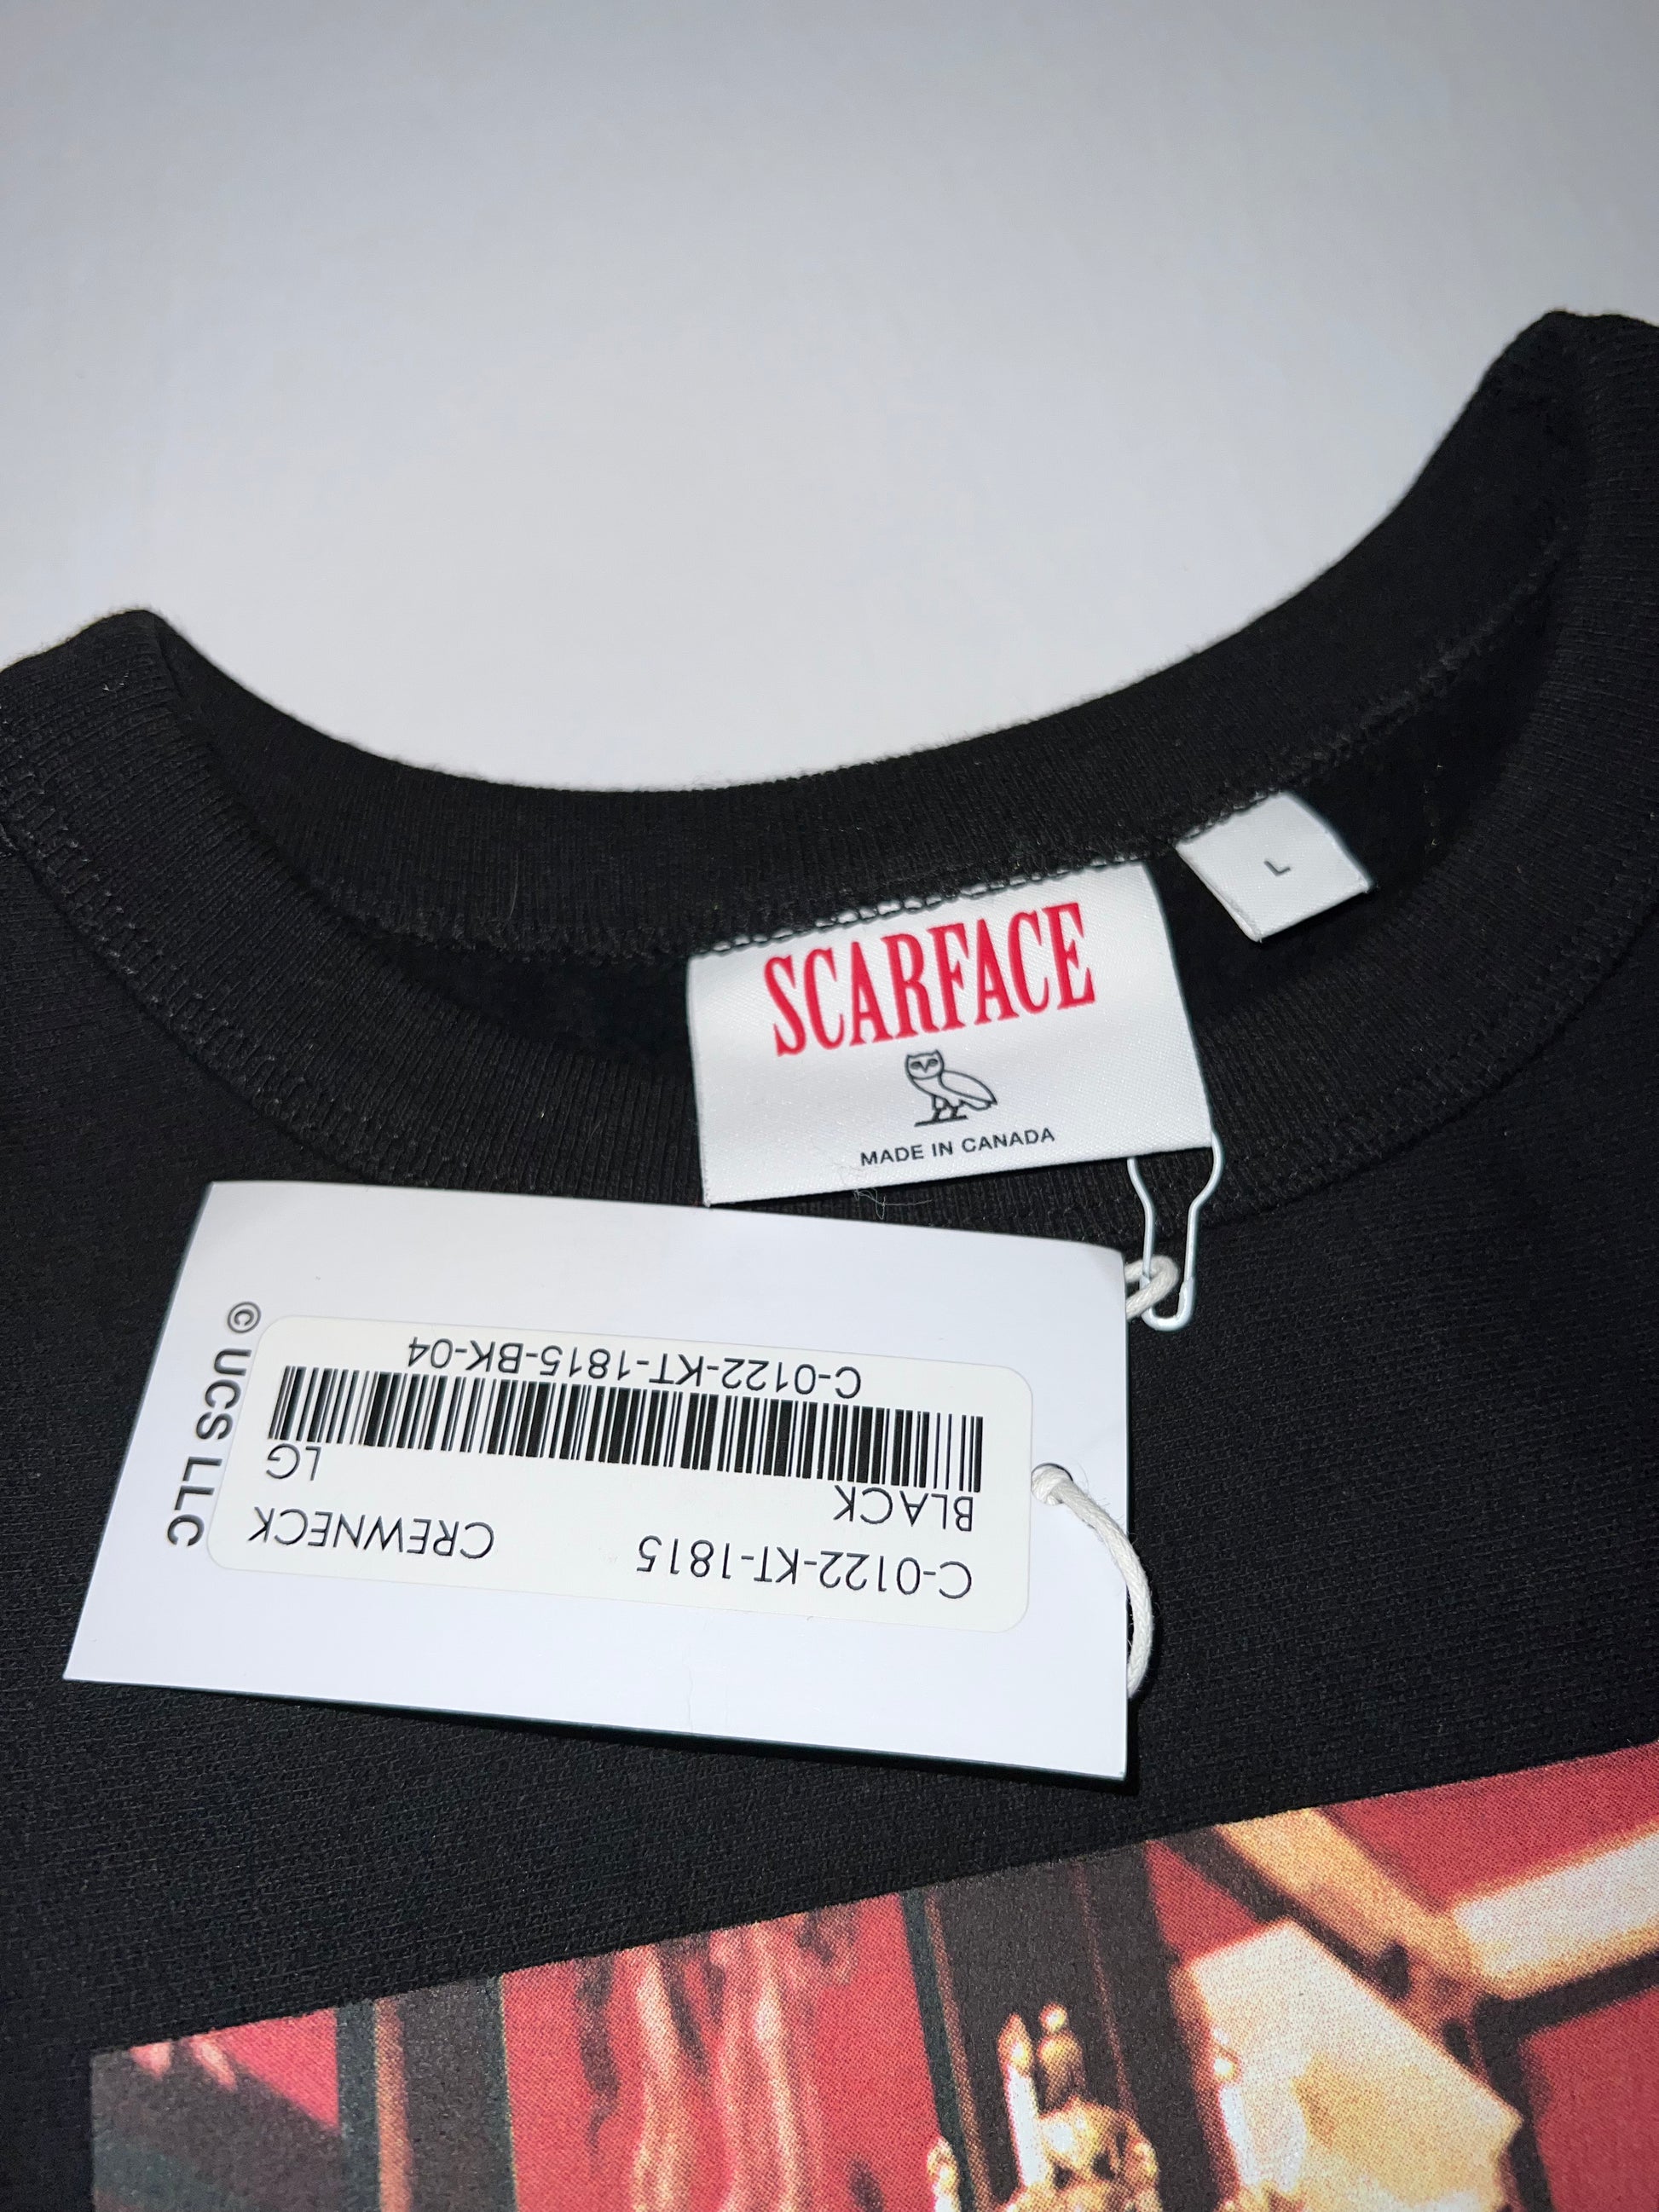 L
SCARFACE
MADE IN CANADA
C-0122-KT-1815 CREWNECK
BLACK LG
C-0122-KT-1815-BK-04
© UCS LLC